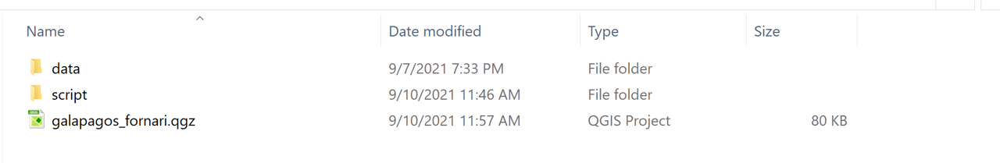 Name Date modified Type Size
data 9/7/2021 7:33 PM File folder
script 9/10/2021 11:46 AM File folder
galapagos_fornari.qgz 9/10/2021 11:57 AM QGIS Project 80 KB